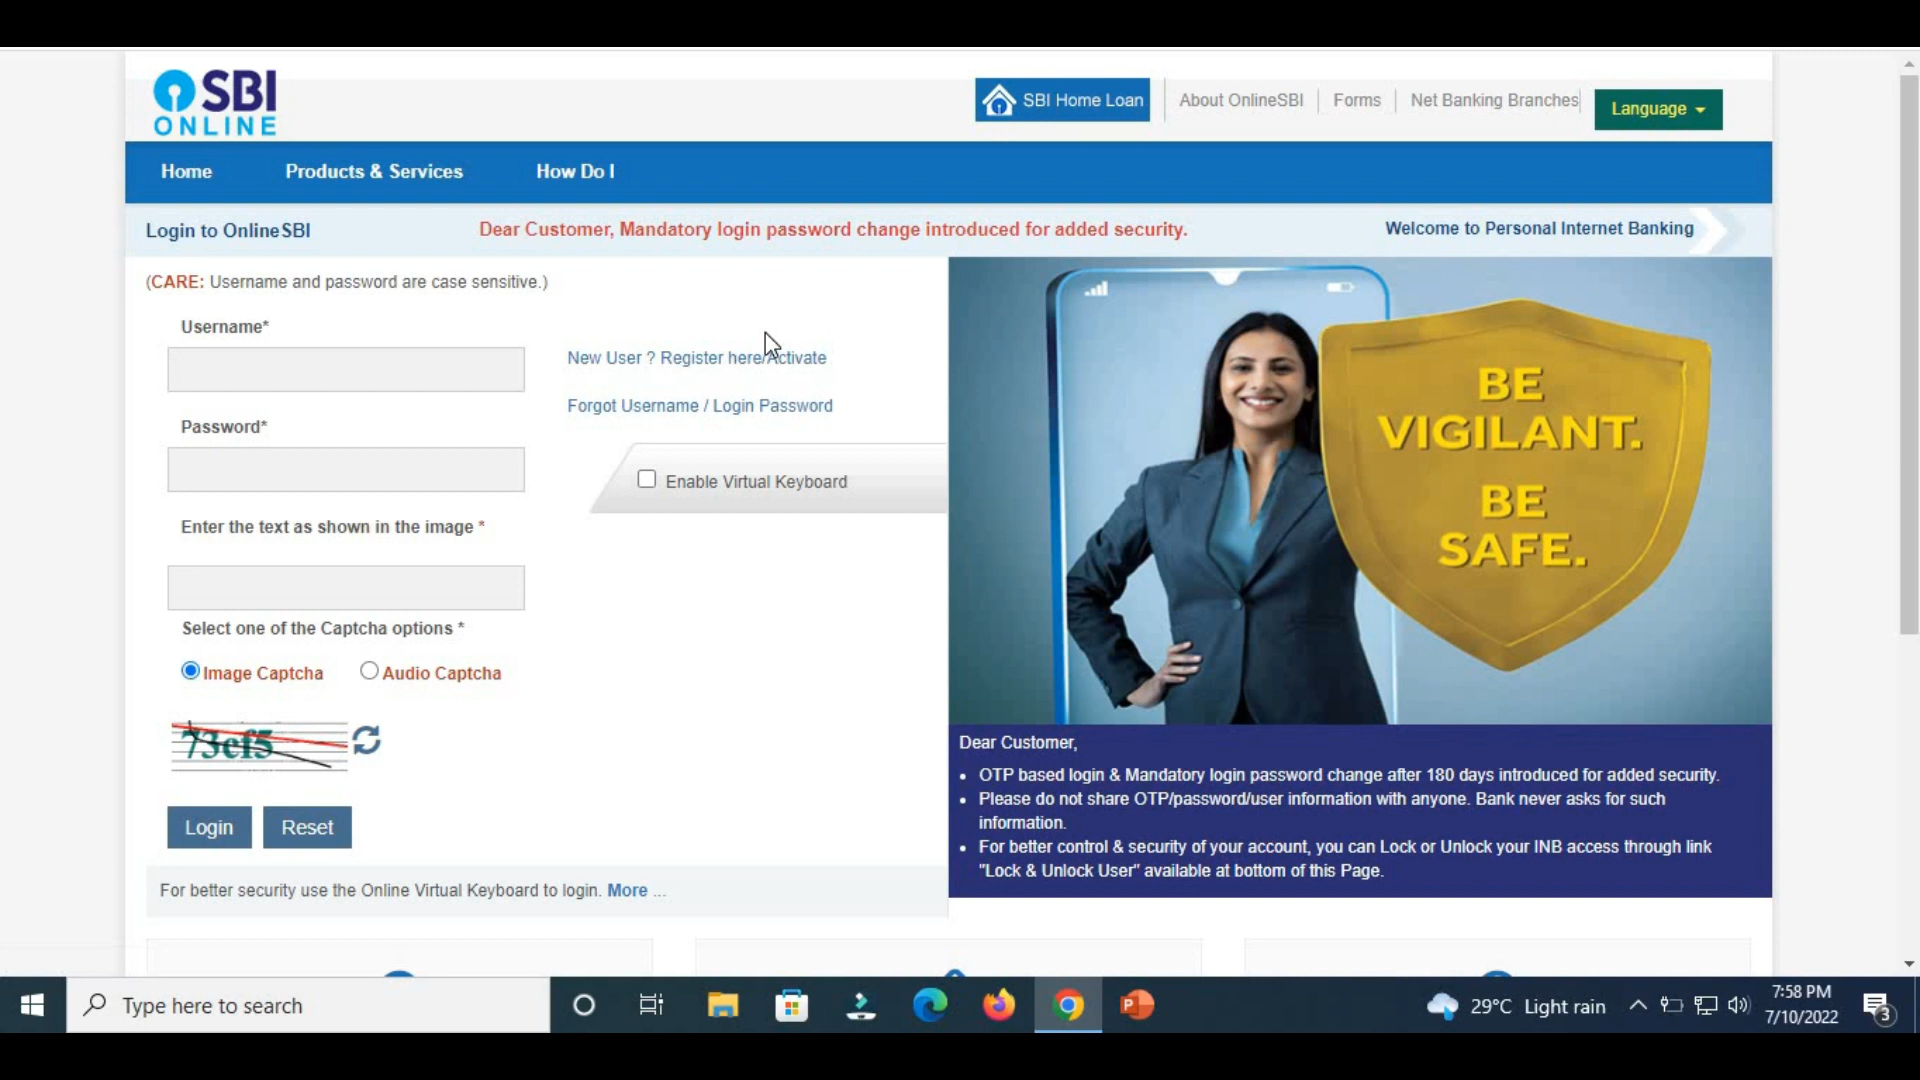 SBI
ONLINE
SBI Home Loan
About OnlineSBI
Forms
Net Banking Branches
Language
Home
Products & Services
How Do I
Login to OnlineSBI
Dear Customer, Mandatory login password change introduced for added security.
Welcome to Personal Internet Banking
(CARE: Username and password are case sensitive.)
Username*
New User ? Register here/Activate
Forgot Username / Login Password
Password*
Enable Virtual Keyboard
Enter the text as shown in the image *
Select one of the Captcha options *
Image Captcha
Audio Captcha
73cf5
Login
Reset
For better security use the Online Virtual Keyboard to login. More ...
BE
VIGILANT.
BE
SAFE.
Dear Customer,
• OTP based login & Mandatory login password change after 180 days introduced for added security.
• Please do not share OTP/password/user information with anyone. Bank never asks for such
information.
• For better control & security of your account, you can Lock or Unlock your INB access through link
"Lock & Unlock User" available at bottom of this Page.
Type here to search
P
29°C Light rain
7:58 PM
7/10/2022
3